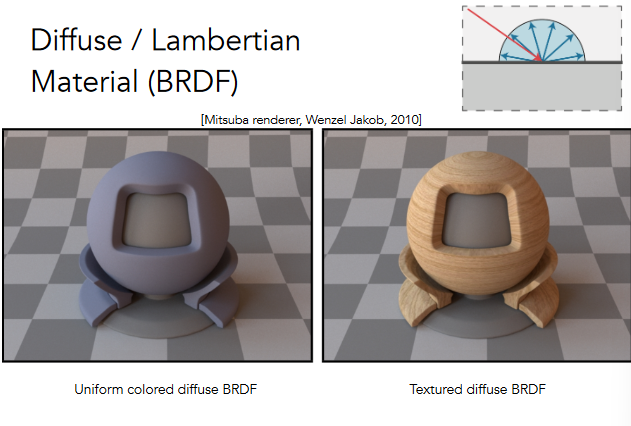 Diffuse / Lambertian
Material (BRDF)
[Mitsuba renderer, Wenzel Jakob, 2010]
Uniform colored diffuse BRDF
Textured diffuse BRDF